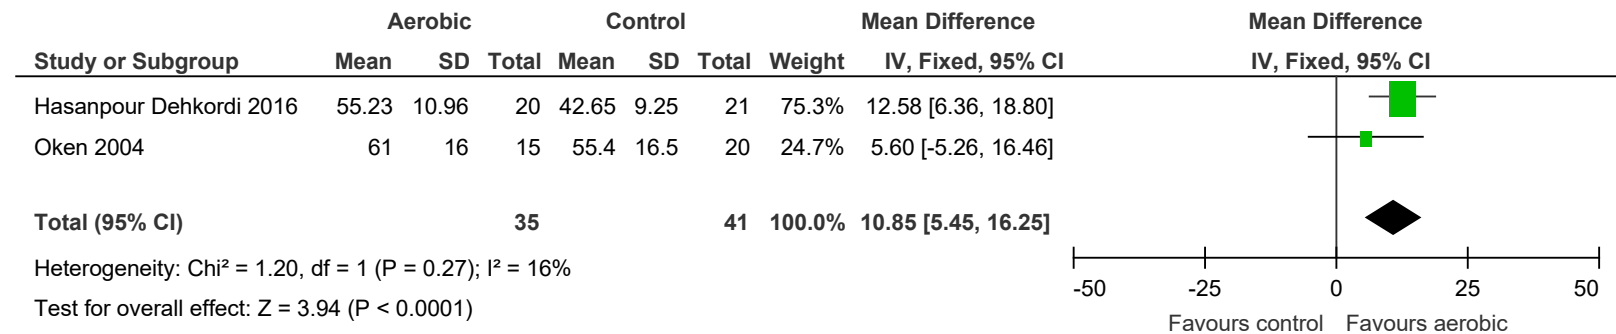 Aerobic Control Mean Difference Mean Difference
Study or Subgroup Mean SD Total Mean SD Total Weight IV, Fixed, 95% CI IV, Fixed, 95% CI
Hasanpour Dehkordi 2016 55.23 10.96 20 42.65 9.25 21 75.3% 12.58 [6.36, 18.80]
Oken 2004 61 16 15 55.4 16.5 20 24.7% 5.60 [-5.26, 16.46]
Total (95% CI) 35 41 100.0% 10.85 [5.45, 16.25]
Heterogeneity: Chi² = 1.20, df = 1 (P = 0.27); I² = 16%
Test for overall effect: Z = 3.94 (P < 0.0001)
-50 -25 0 25 50
Favours control Favours aerobic